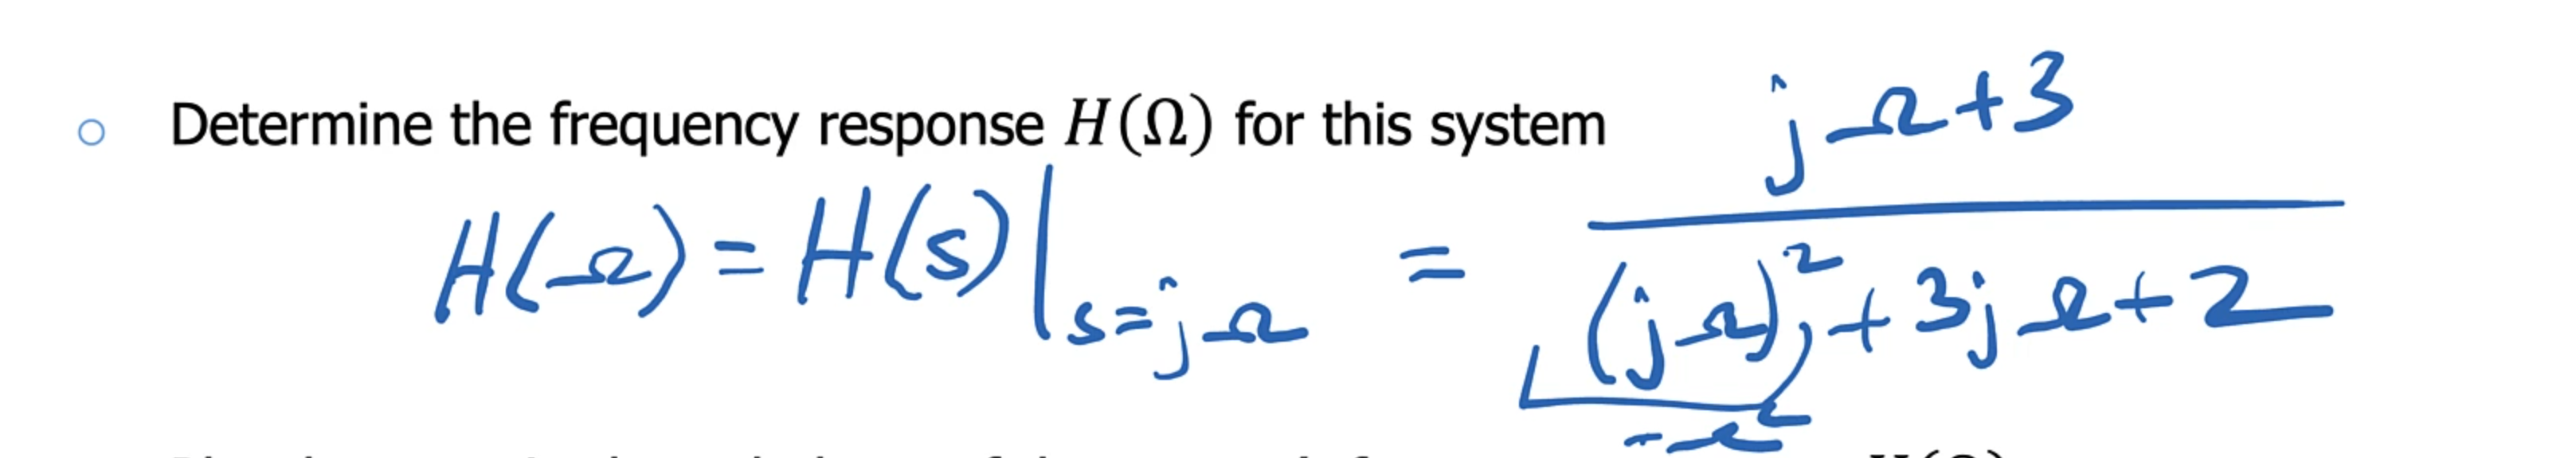 Determine the frequency response H(Ω) for this system
H(Ω) = H(s)|s=jΩ = jΩ+3 / (jΩ)²+3jΩ+2
-Ω²